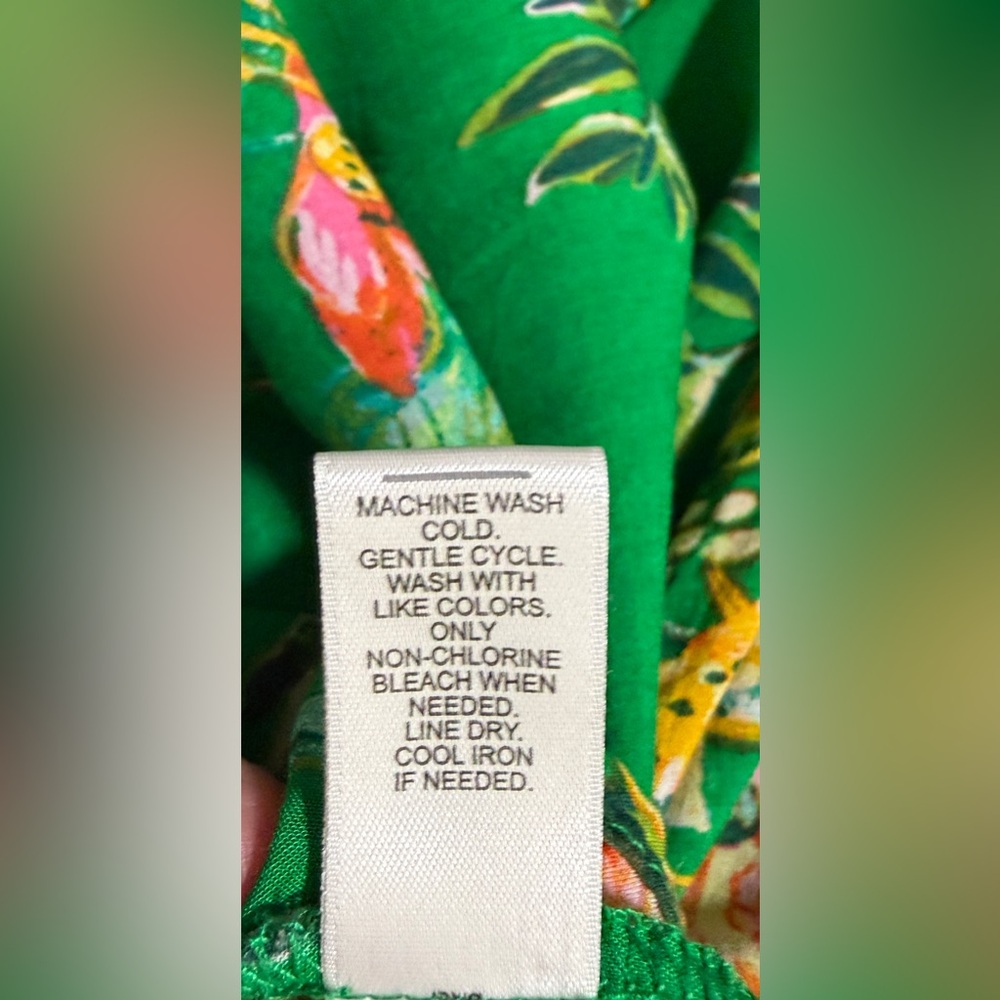 MACHINE WASH
COLD.
GENTLE CYCLE.
WASH WITH
LIKE COLORS.
ONLY
NON-CHLORINE
BLEACH WHEN
NEEDED.
LINE DRY.
COOL IRON
IF NEEDED.